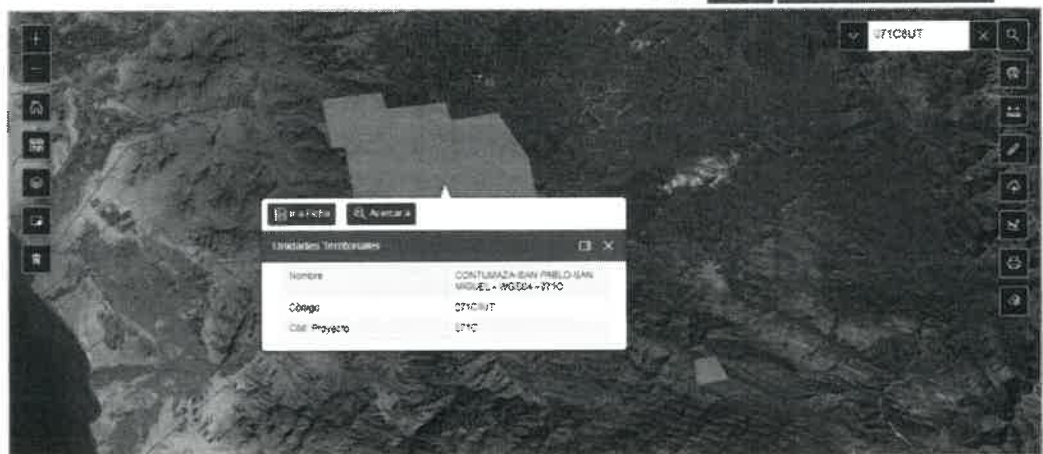 071C6UT
Ir a Ficha Acercar a
Unidades Territoriales
Nombre CONTUMAZA-SAN PABLO-SAN
MIGUEL - WGS84 - 071C
Código 071C6UT
Cód. Proyecto 071C